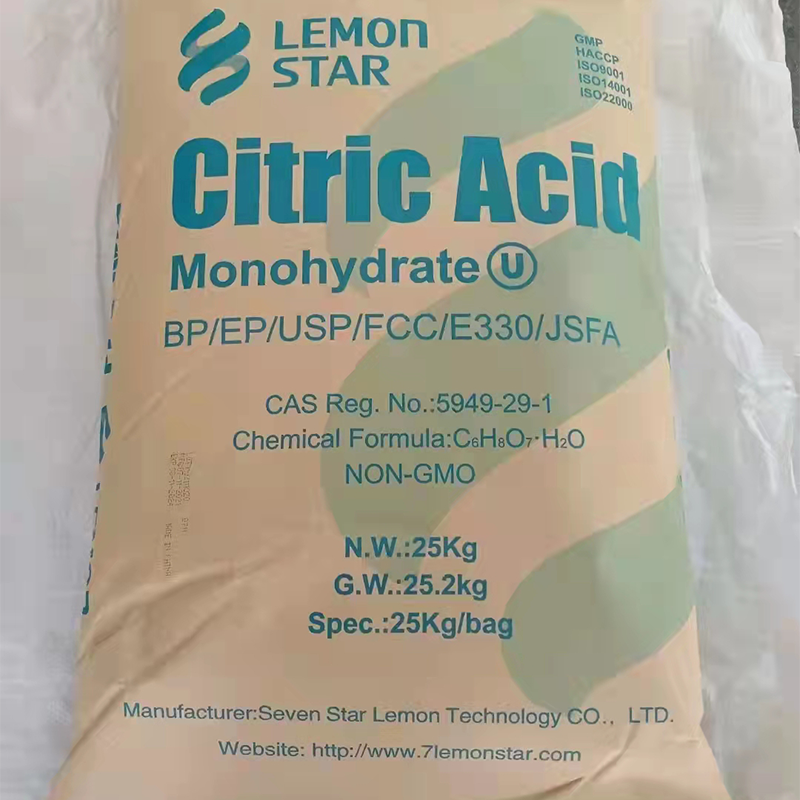 LEMON
STAR
GMP
HACCP
ISO9001
ISO14001
ISO22000
Citric Acid
Monohydrate U
BP/EP/USP/FCC/E330/JSFA
CAS Reg. No.:5949-29-1
Chemical Formula:C₆H₈O₇·H₂O
NON-GMO
N.W.:25Kg
G.W.:25.2kg
Spec.:25Kg/bag
Manufacturer:Seven Star Lemon Technology CO., LTD.
Website: http://www.7lemonstar.com